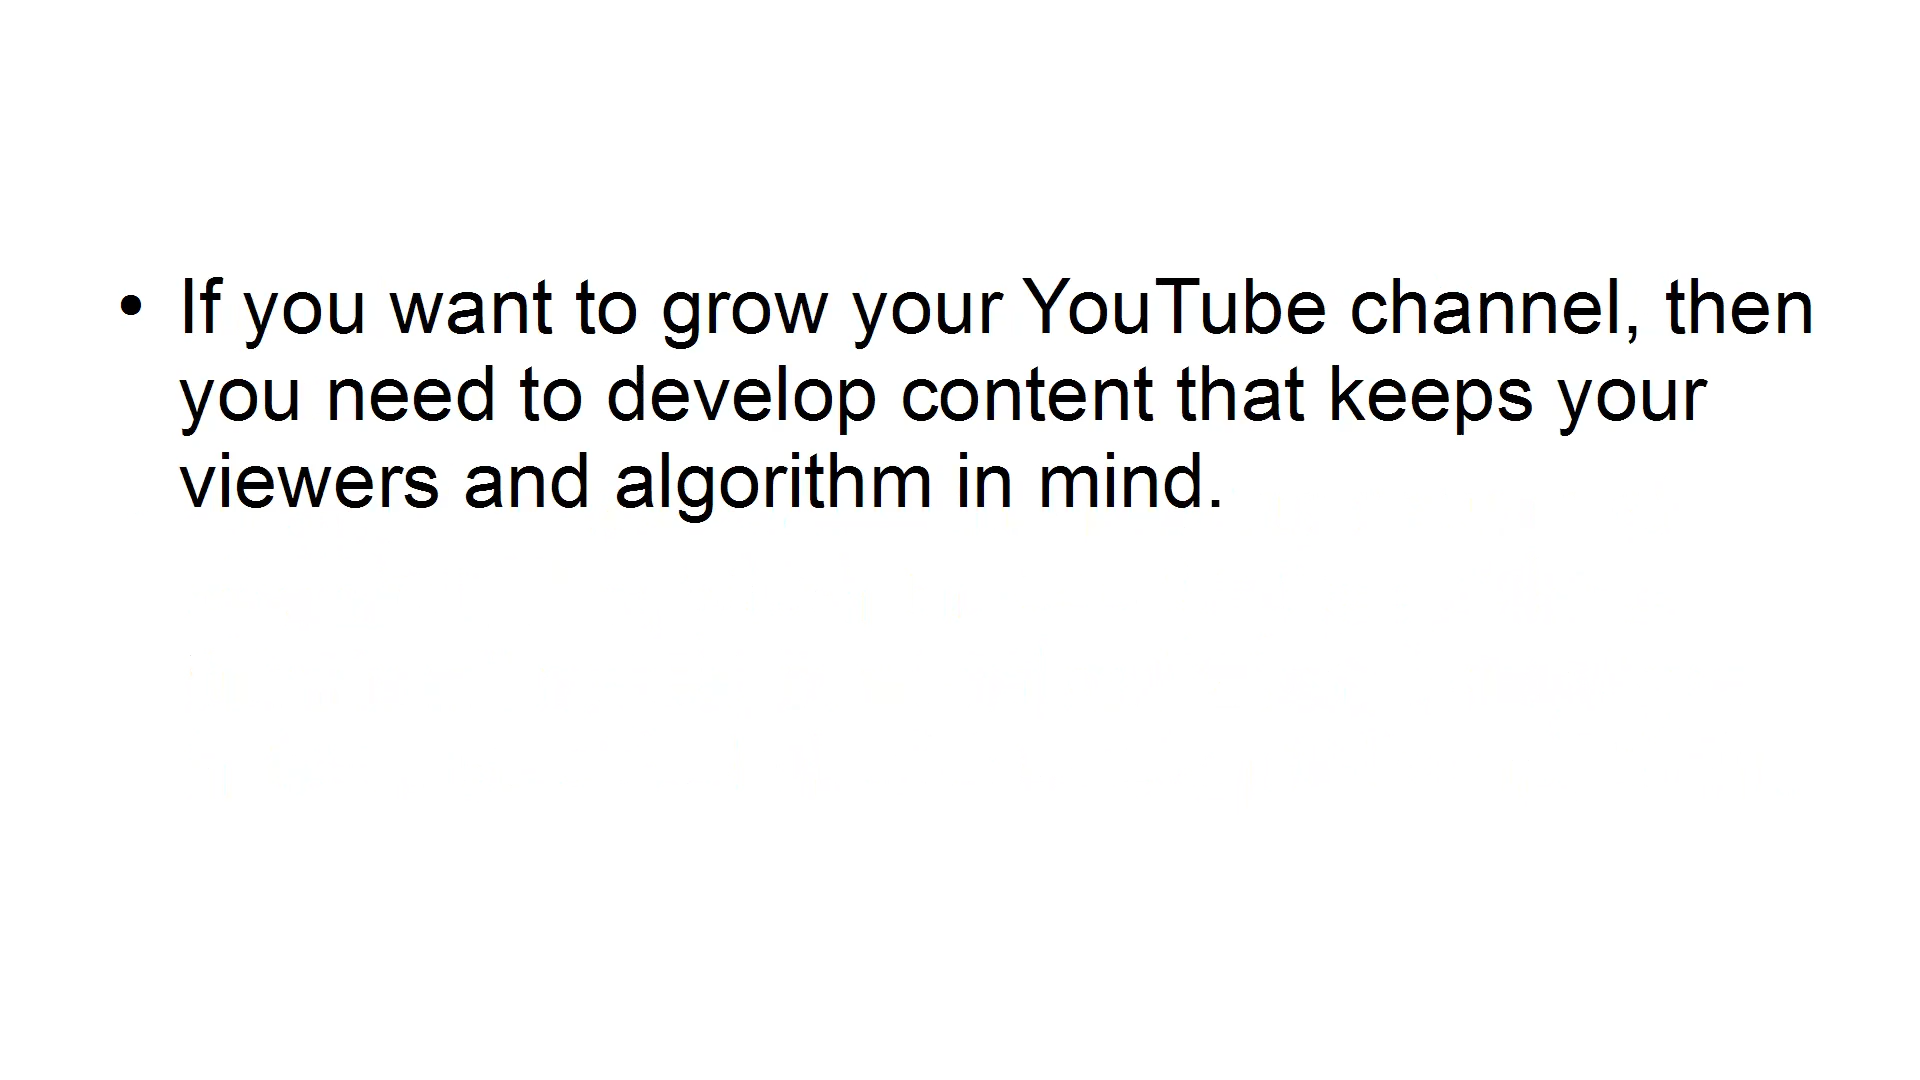 • If you want to grow your YouTube channel, then
you need to develop content that keeps your
viewers and algorithm in mind.